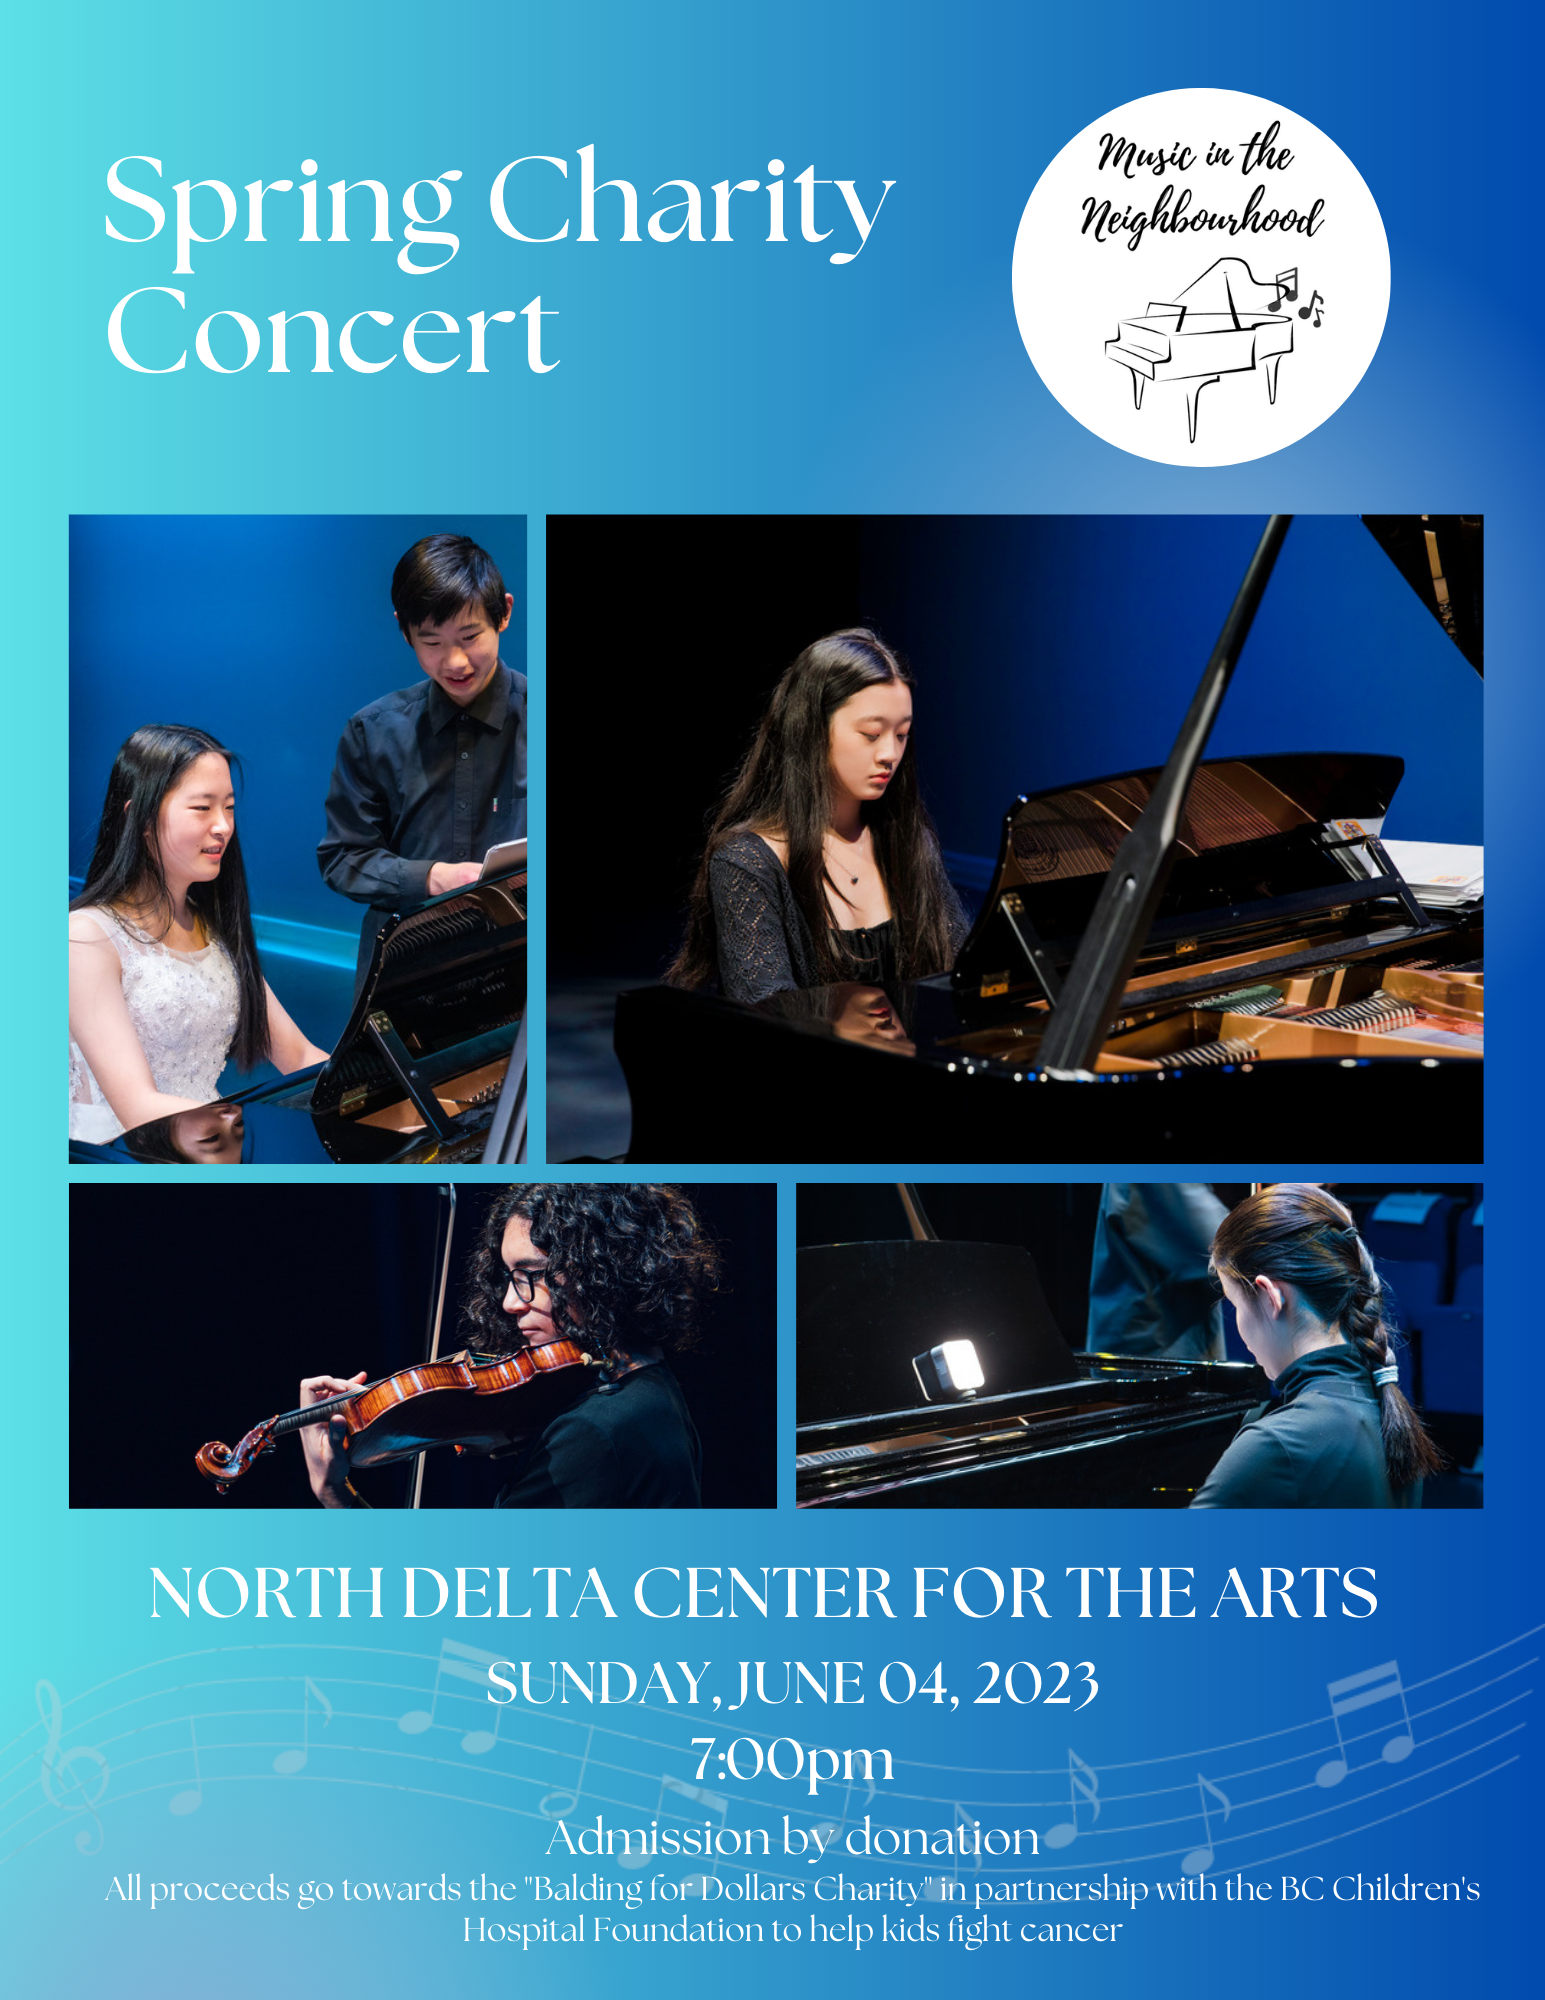 Spring Charity
Concert
Music in the
Neighbourhood
NORTH DELTA CENTER FOR THE ARTS
SUNDAY, JUNE 04, 2023
7:00pm
Admission by donation
All proceeds go towards the "Balding for Dollars Charity" in partnership with the BC Children's
Hospital Foundation to help kids fight cancer